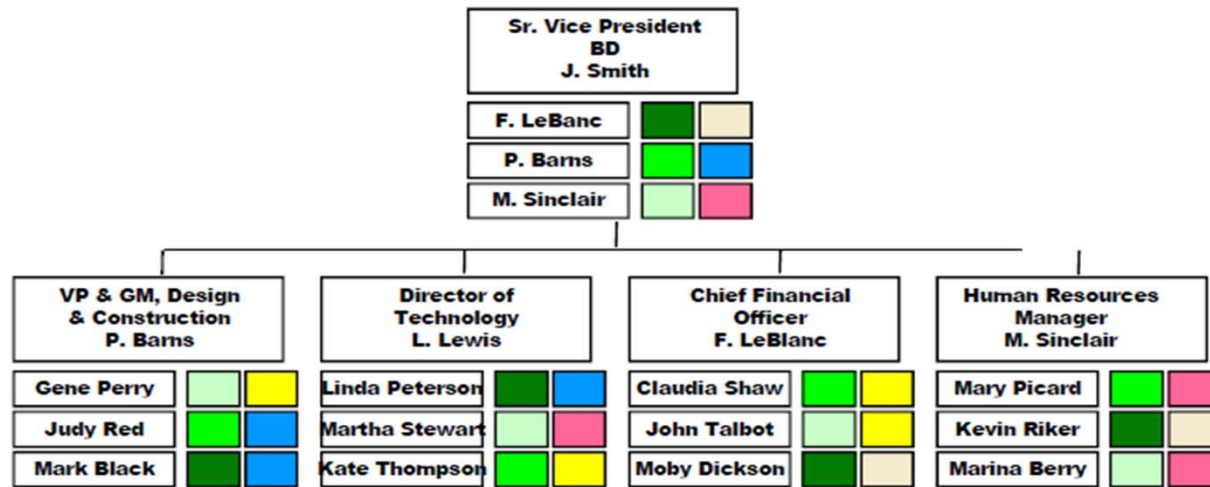 Sr. Vice President
BD
J. Smith
F. LeBanc
P. Barns
M. Sinclair
VP & GM, Design
& Construction
P. Barns
Gene Perry
Judy Red
Mark Black
Director of
Technology
L. Lewis
Linda Peterson
Martha Stewart
Kate Thompson
Chief Financial
Officer
F. LeBlanc
Claudia Shaw
John Talbot
Moby Dickson
Human Resources
Manager
M. Sinclair
Mary Picard
Kevin Riker
Marina Berry